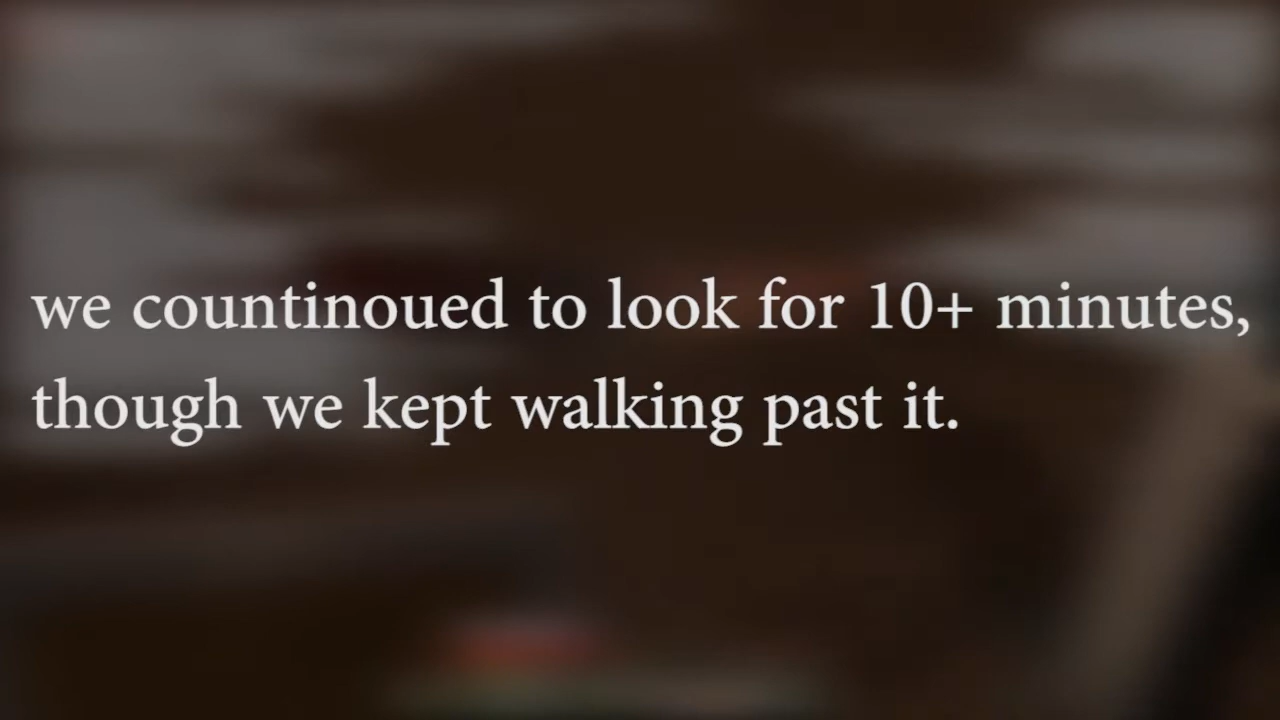 we countinoued to look for 10+ minutes,
though we kept walking past it.